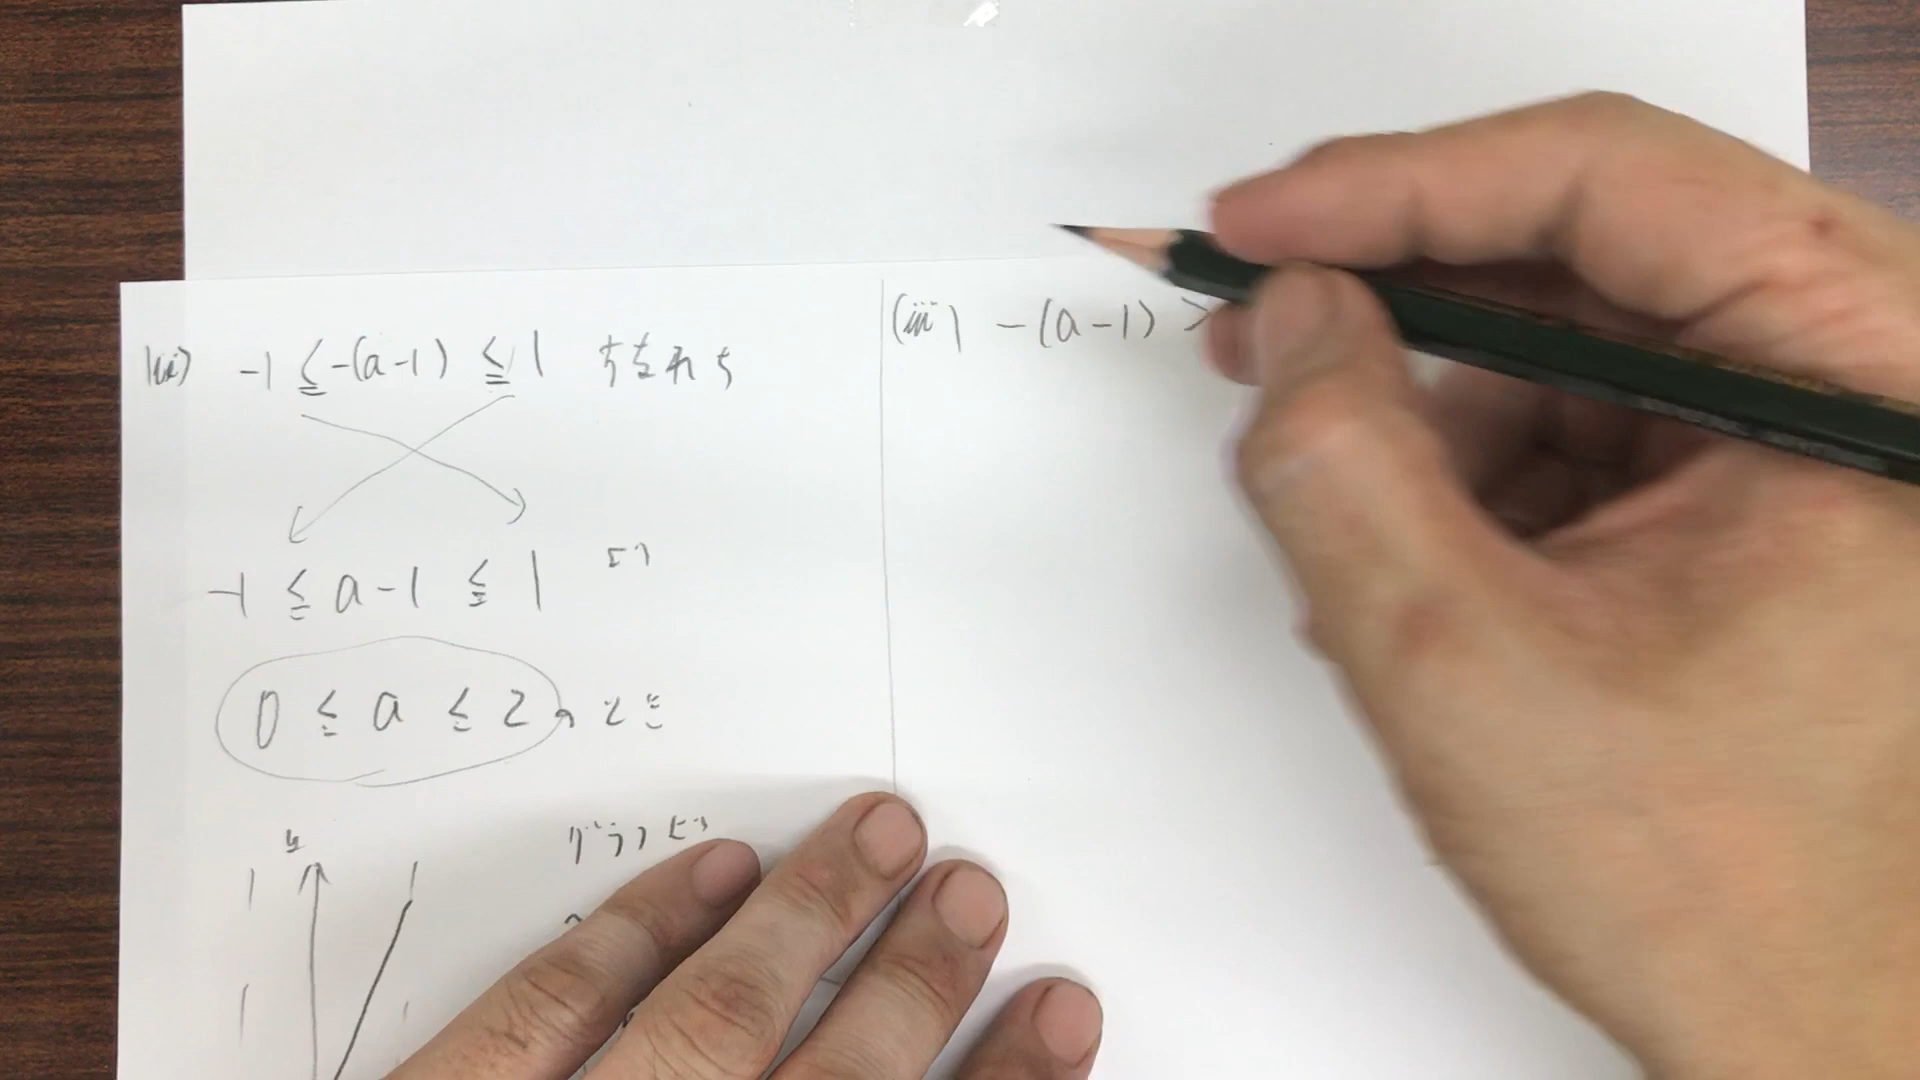 (ii) -1 ≦ -(a-1) ≦ 1 すなわち
-1 ≦ a-1 ≦ 1
0 ≦ a ≦ 2 のとき
y
グラフより
(iii) -(a-1) >